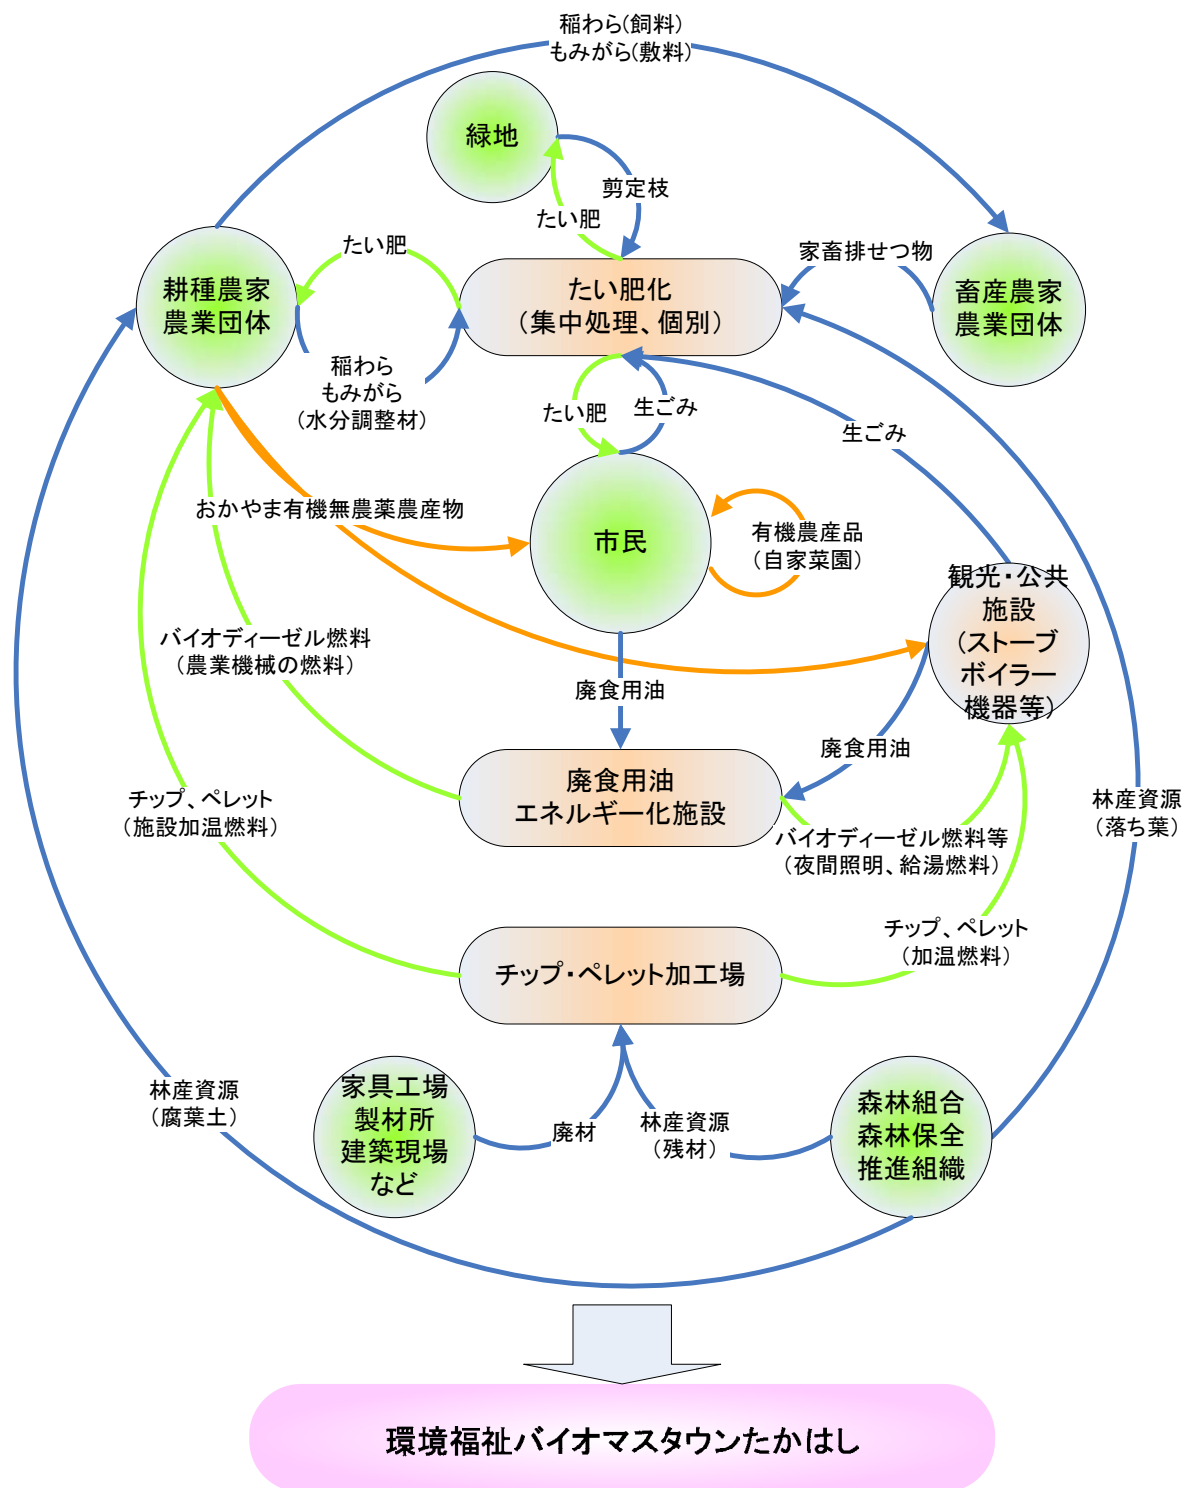 稲わら(飼料)
もみがら(敷料)
緑地
剪定枝
たい肥
たい肥
家畜排せつ物
耕種農家
農業団体
たい肥化
（集中処理、個別）
畜産農家
農業団体
稲わら
もみがら
（水分調整材）
たい肥
生ごみ
生ごみ
おかやま有機無農薬農産物
市民
有機農産品
（自家菜園）
観光・公共
施設
（ストーブ
ボイラー
機器等）
バイオディーゼル燃料
（農業機械の燃料）
廃食用油
廃食用油
廃食用油
エネルギー化施設
チップ、ペレット
（施設加温燃料）
林産資源
（落ち葉）
バイオディーゼル燃料等
（夜間照明、給湯燃料）
チップ、ペレット
（加温燃料）
チップ・ペレット加工場
林産資源
（腐葉土）
家具工場
製材所
建築現場
など
廃材
林産資源
（残材）
森林組合
森林保全
推進組織
環境福祉バイオマスタウンたかはし